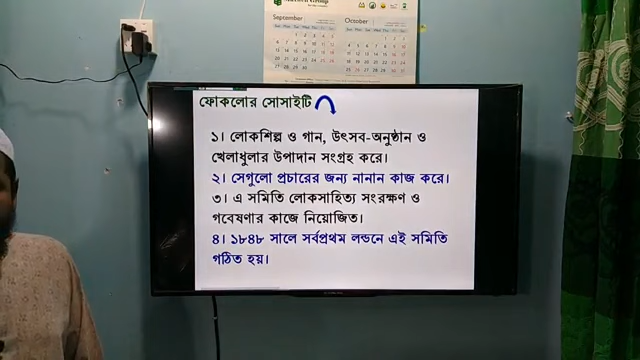 September
October
ফোকলোর সোসাইটি
১। লোকশিল্প ও গান, উৎসব-অনুষ্ঠান ও
খেলাধুলার উপাদান সংগ্রহ করে।
২। সেগুলো প্রচারের জন্য নানান কাজ করে।
৩। এ সমিতি লোকসাহিত্য সংরক্ষণ ও
গবেষণার কাজে নিয়োজিত।
৪। ১৮৪৮ সালে সর্বপ্রথম লন্ডনে এই সমিতি
গঠিত হয়।